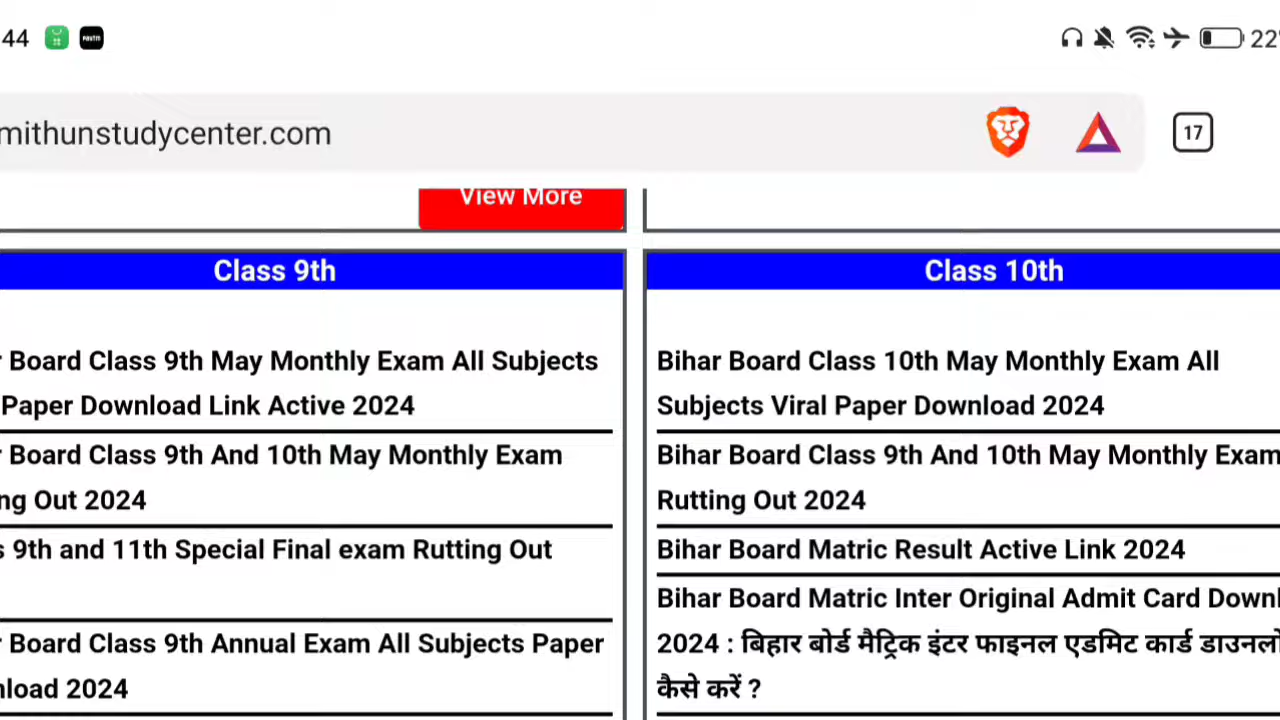 44
paytm
22
mithunstudycenter.com
17
View More
Class 9th
Board Class 9th May Monthly Exam All Subjects
Paper Download Link Active 2024
Board Class 9th And 10th May Monthly Exam
ng Out 2024
s 9th and 11th Special Final exam Rutting Out
Board Class 9th Annual Exam All Subjects Paper
nload 2024
Class 10th
Bihar Board Class 10th May Monthly Exam All
Subjects Viral Paper Download 2024
Bihar Board Class 9th And 10th May Monthly Exam
Rutting Out 2024
Bihar Board Matric Result Active Link 2024
Bihar Board Matric Inter Original Admit Card Downl
2024 : बिहार बोर्ड मैट्रिक इंटर फाइनल एडमिट कार्ड डाउनलो
कैसे करें ?